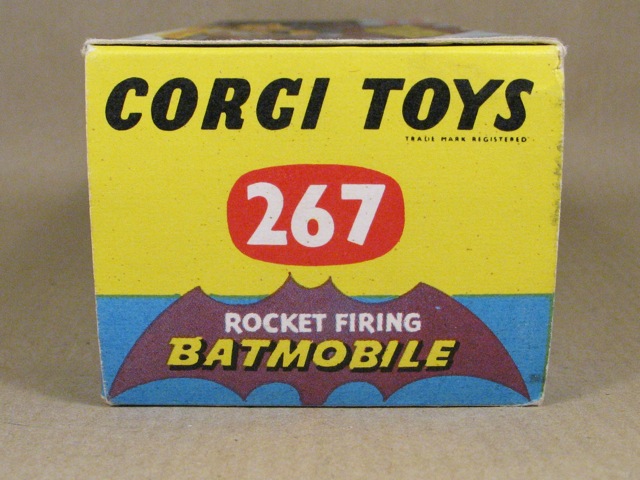 CORGI TOYS
TRADE MARK REGISTERED
267
ROCKET FIRING
BATMOBILE